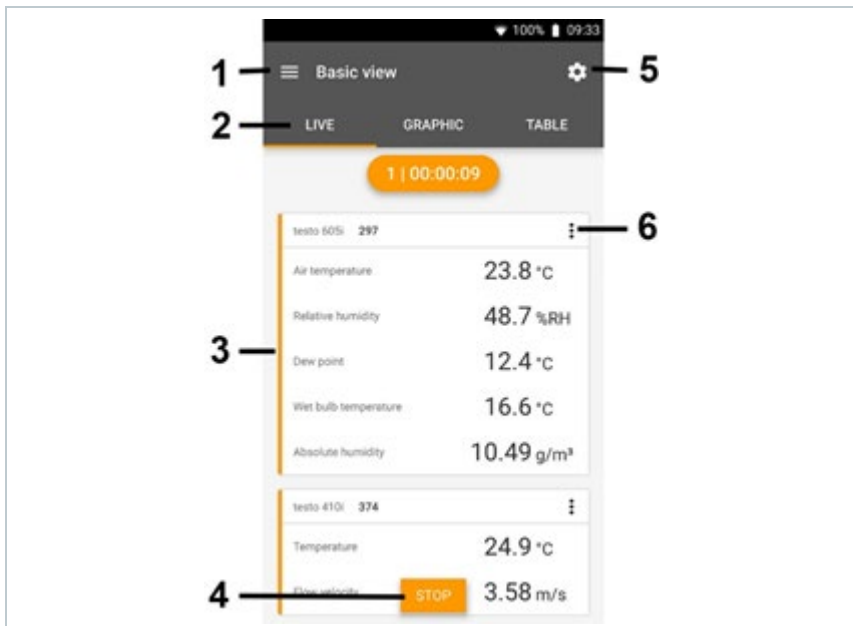 100% 09:33
1 Basic view 5
2 LIVE GRAPHIC TABLE
1 | 00:00:09
testo 605i 297 6
Air temperature 23.8 °C
Relative humidity 48.7 %RH
3 Dew point 12.4 °C
Wet bulb temperature 16.6 °C
Absolute humidity 10.49 g/m³
testo 410i 374
Temperature 24.9 °C
4 Flow velocity STOP 3.58 m/s